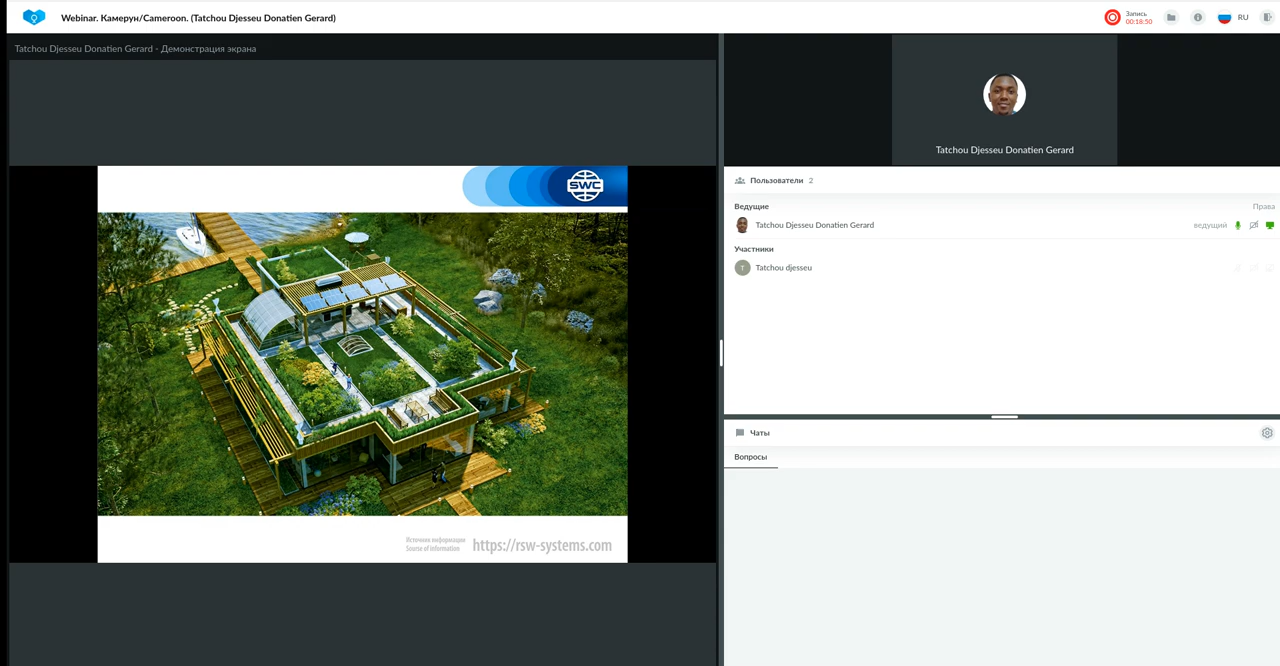 Webinar. Камерун/Cameroon. (Tatchou Djesseu Donatien Gerard)
Запись
00:18:50
RU
Tatchou Djesseu Donatien Gerard - Демонстрация экрана
SWC
Источник информации
Sourse of information
https://rsw-systems.com
Tatchou Djesseu Donatien Gerard
Пользователи 2
Ведущие
Права
Tatchou Djesseu Donatien Gerard
ведущий
Участники
T
Tatchou djesseu
Чаты
Вопросы